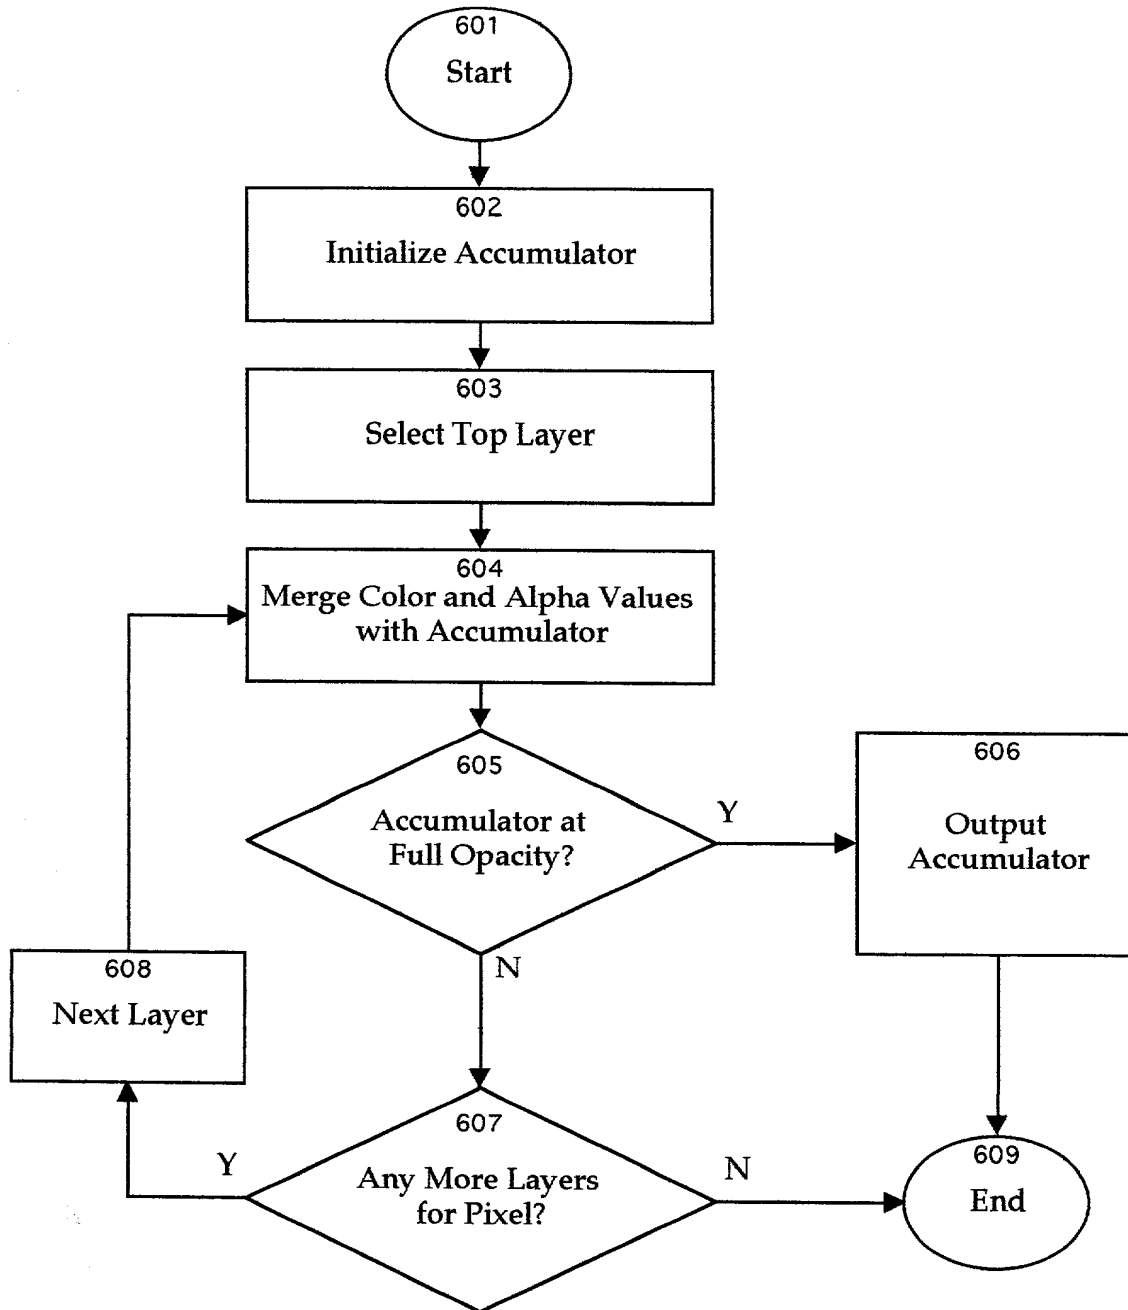 601
Start
602
Initialize Accumulator
603
Select Top Layer
604
Merge Color and Alpha Values
with Accumulator
605
Accumulator at
Full Opacity?
Y
606
Output
Accumulator
N
608
Next Layer
607
Any More Layers
for Pixel?
Y
N
609
End